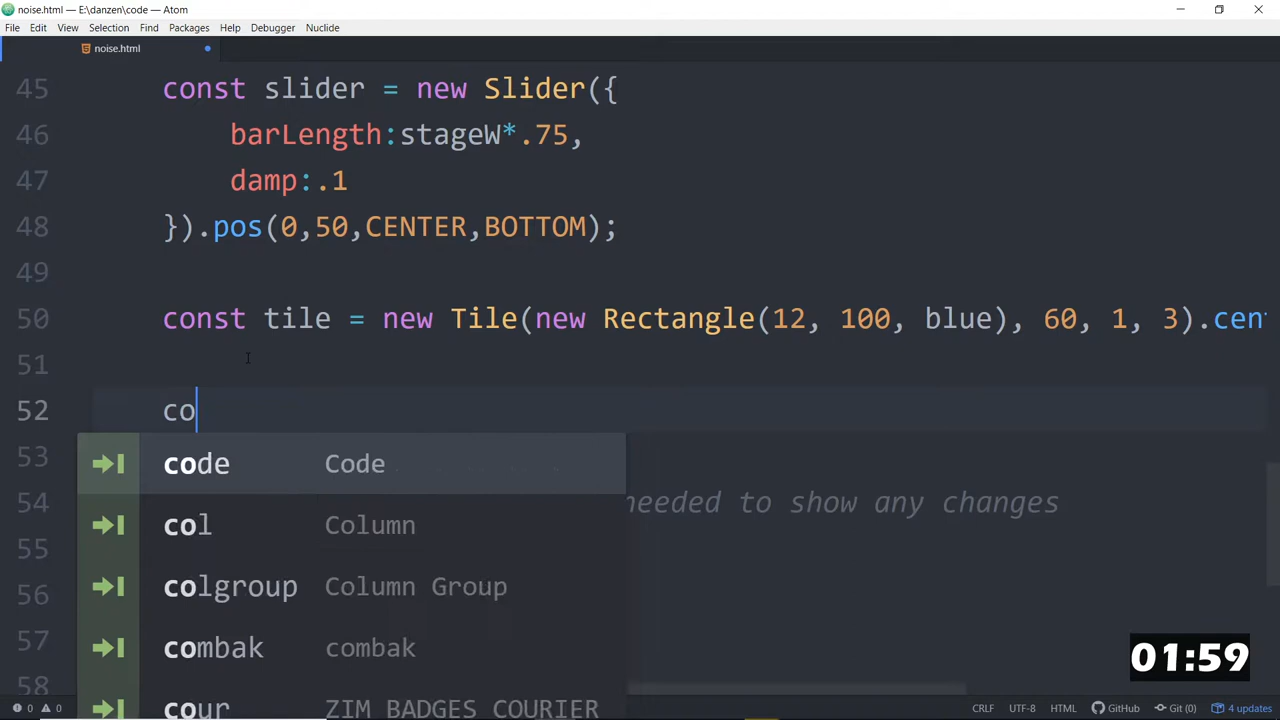 noise.html — E:\danzen\code — Atom
File Edit View Selection Find Packages Help Debugger Nuclide
noise.html
45 const slider = new Slider({
46 barLength:stageW*.75,
47 damp:.1
48 }).pos(0,50,CENTER,BOTTOM);
49
50 const tile = new Tile(new Rectangle(12, 100, blue), 60, 1, 3).cen
51
52 co
53 code Code
54 needed to show any changes
55 col Column
56 colgroup Column Group
57 combak combak
58 cour ZIM BADGES COURIER
01:59
0 0 CRLF UTF-8 HTML GitHub Git (0) 4 updates